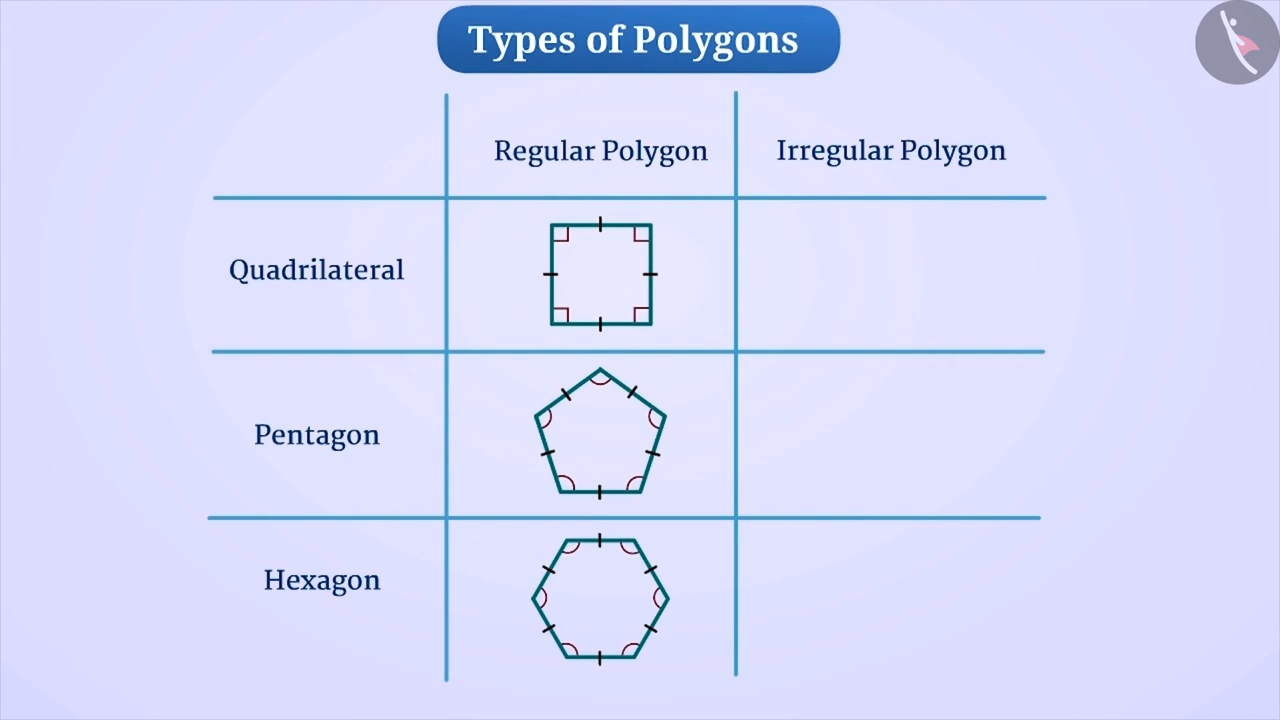 Types of Polygons
Regular Polygon
Irregular Polygon
Quadrilateral
Pentagon
Hexagon